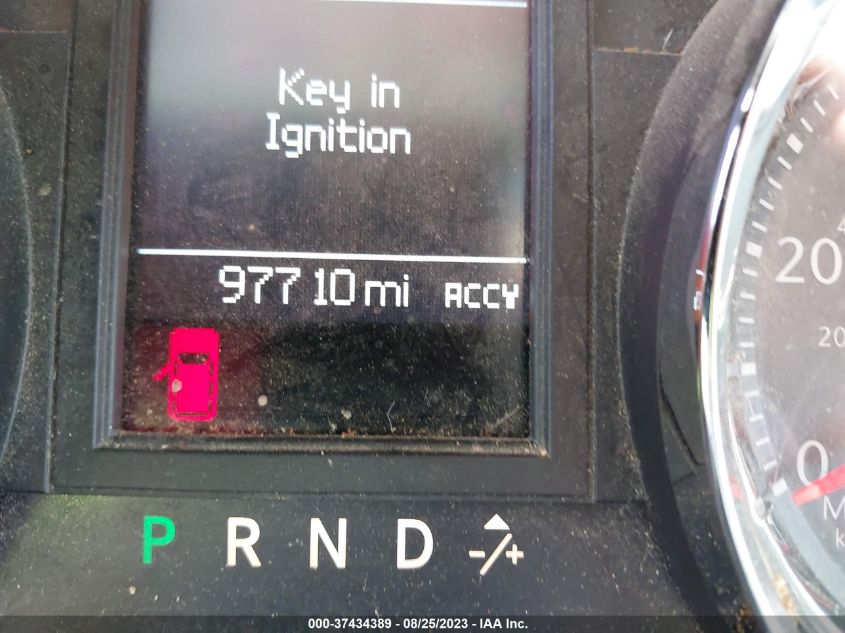 Key in
Ignition
97710 mi ACCY
20
20
0
P R N D -/+
000-37434389 - 08/25/2023 - IAA Inc.